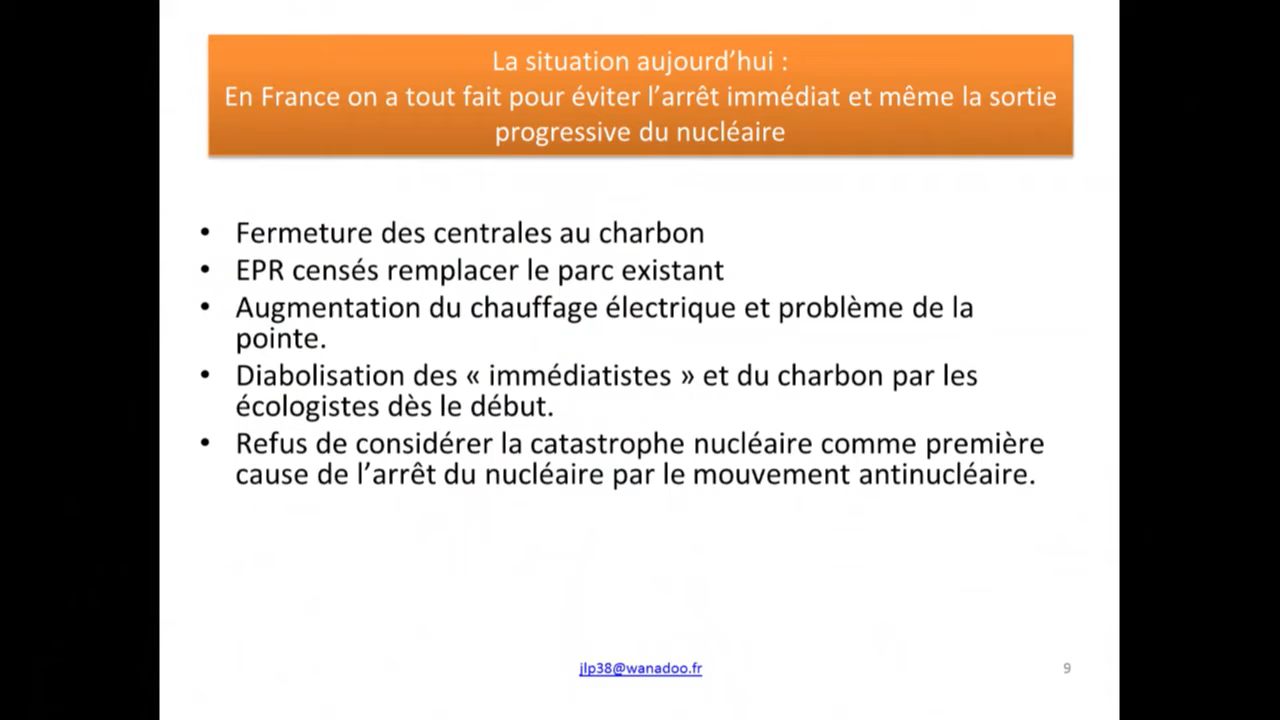 La situation aujourd’hui :
En France on a tout fait pour éviter l’arrêt immédiat et même la sortie
progressive du nucléaire
• Fermeture des centrales au charbon
• EPR censés remplacer le parc existant
• Augmentation du chauffage électrique et problème de la
pointe.
• Diabolisation des « immédiatistes » et du charbon par les
écologistes dès le début.
• Refus de considérer la catastrophe nucléaire comme première
cause de l’arrêt du nucléaire par le mouvement antinucléaire.
jlp38@wanadoo.fr
9